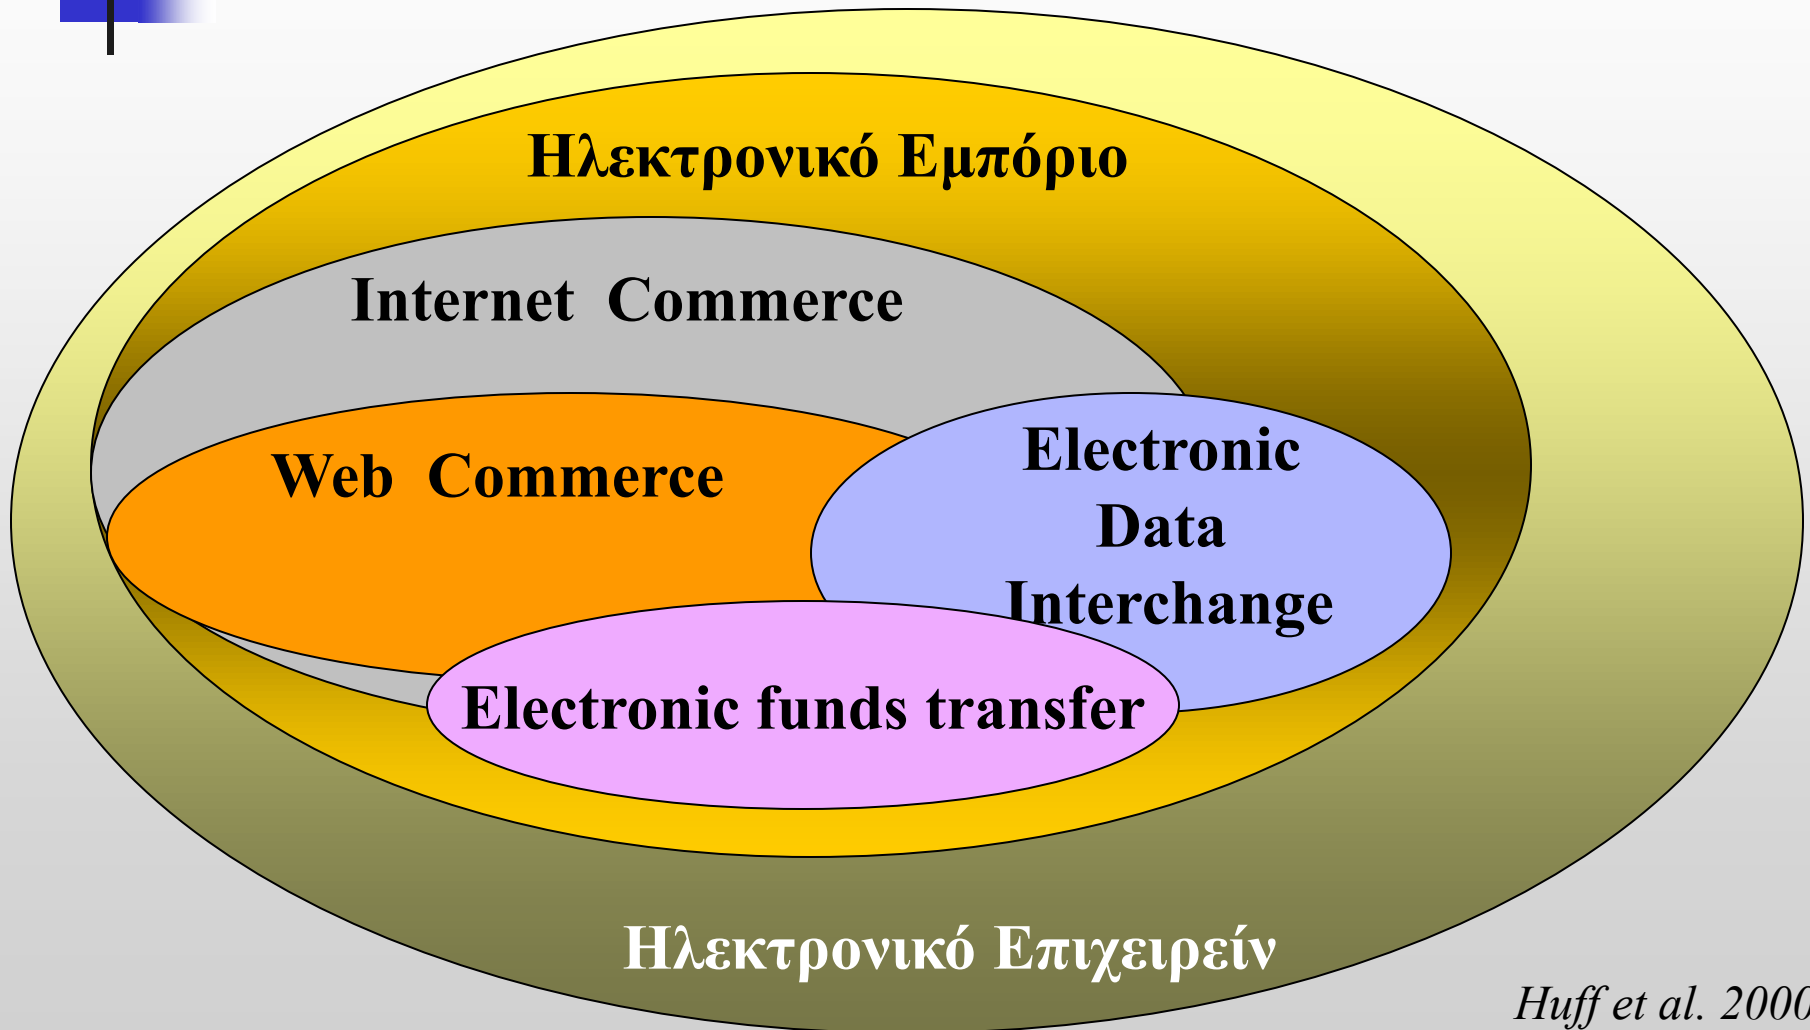 Ηλεκτρονικό Εμπόριο
Internet Commerce
Web Commerce
Electronic
Data
Interchange
Electronic funds transfer
Ηλεκτρονικό Επιχειρείν
Huff et al. 2000